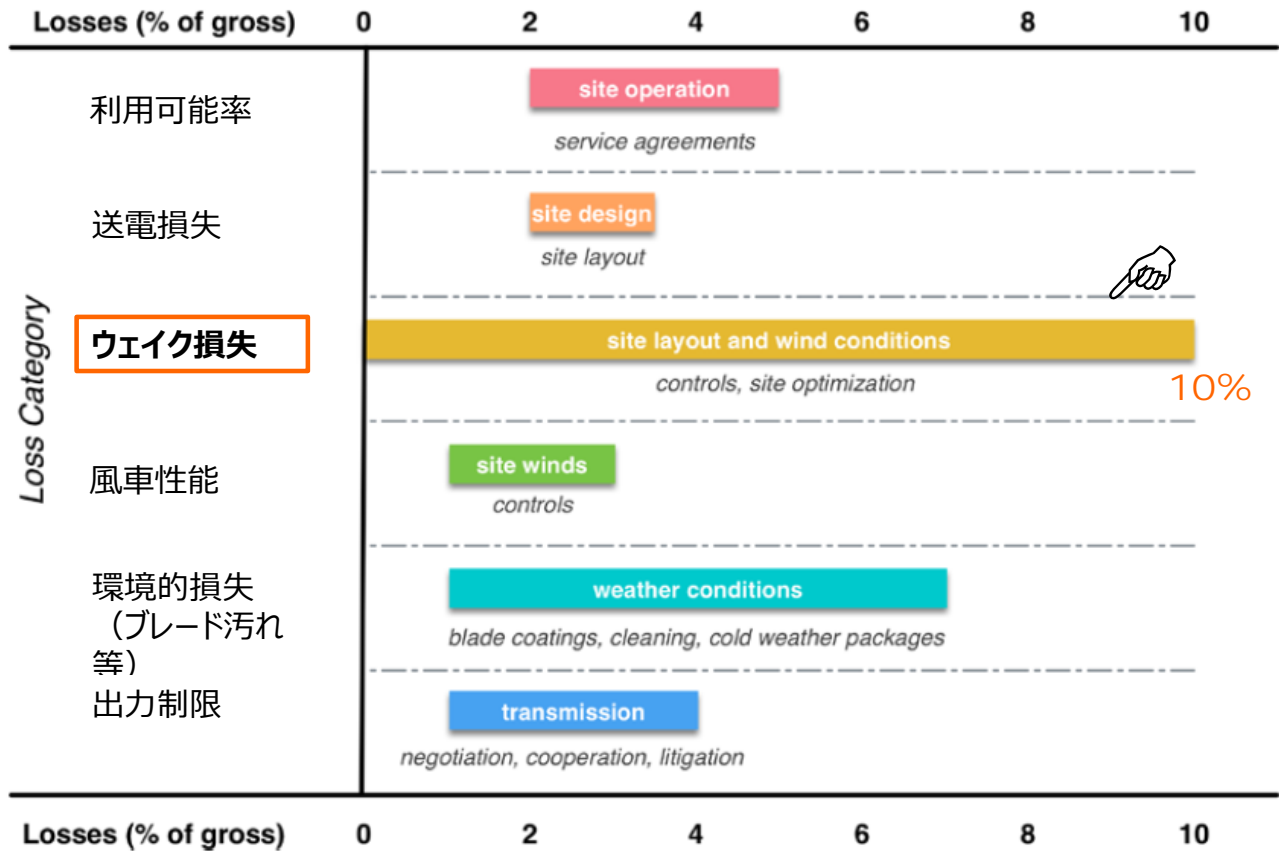 Losses (% of gross) 0 2 4 6 8 10
利用可能率
site operation
service agreements
送電損失
site design
site layout
Loss Category
ウェイク損失
site layout and wind conditions
controls, site optimization
10%
風車性能
site winds
controls
環境的損失
（ブレード汚れ
等）
weather conditions
blade coatings, cleaning, cold weather packages
出力制限
transmission
negotiation, cooperation, litigation
Losses (% of gross) 0 2 4 6 8 10